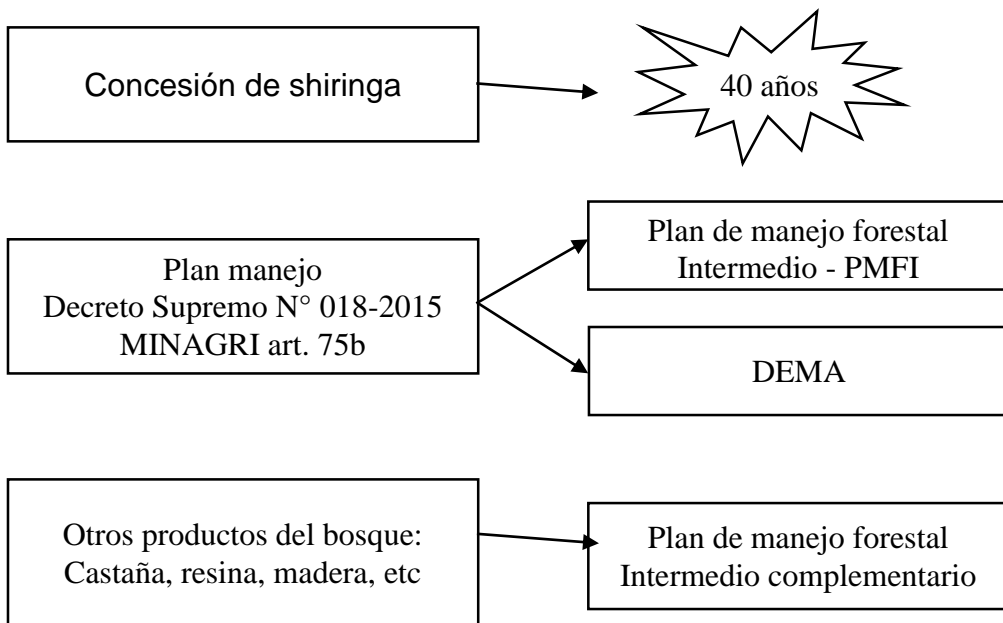 Concesión de shiringa
40 años
Plan manejo
Decreto Supremo N° 018-2015
MINAGRI art. 75b
Plan de manejo forestal
Intermedio - PMFI
DEMA
Otros productos del bosque:
Castaña, resina, madera, etc
Plan de manejo forestal
Intermedio complementario